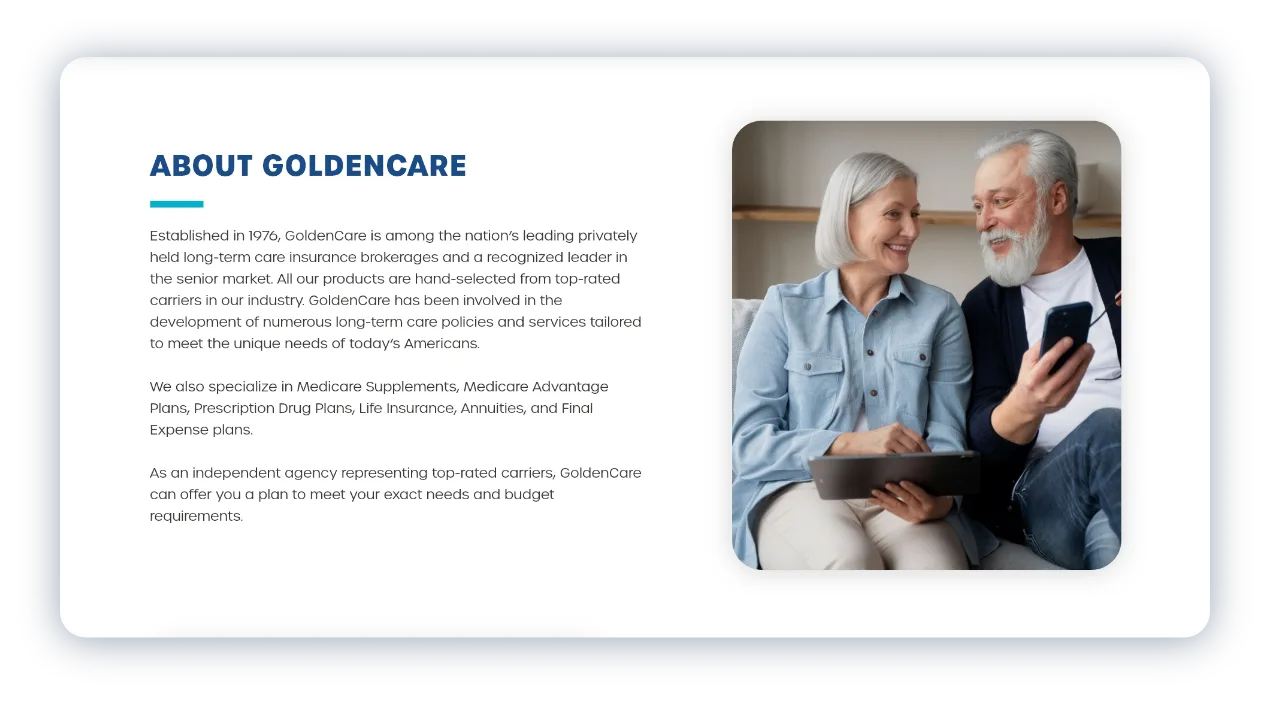 ABOUT GOLDENCARE
Established in 1976, GoldenCare is among the nation’s leading privately
held long-term care insurance brokerages and a recognized leader in
the senior market. All our products are hand-selected from top-rated
carriers in our industry. GoldenCare has been involved in the
development of numerous long-term care policies and services tailored
to meet the unique needs of today’s Americans.
We also specialize in Medicare Supplements, Medicare Advantage
Plans, Prescription Drug Plans, Life Insurance, Annuities, and Final
Expense plans.
As an independent agency representing top-rated carriers, GoldenCare
can offer you a plan to meet your exact needs and budget
requirements.